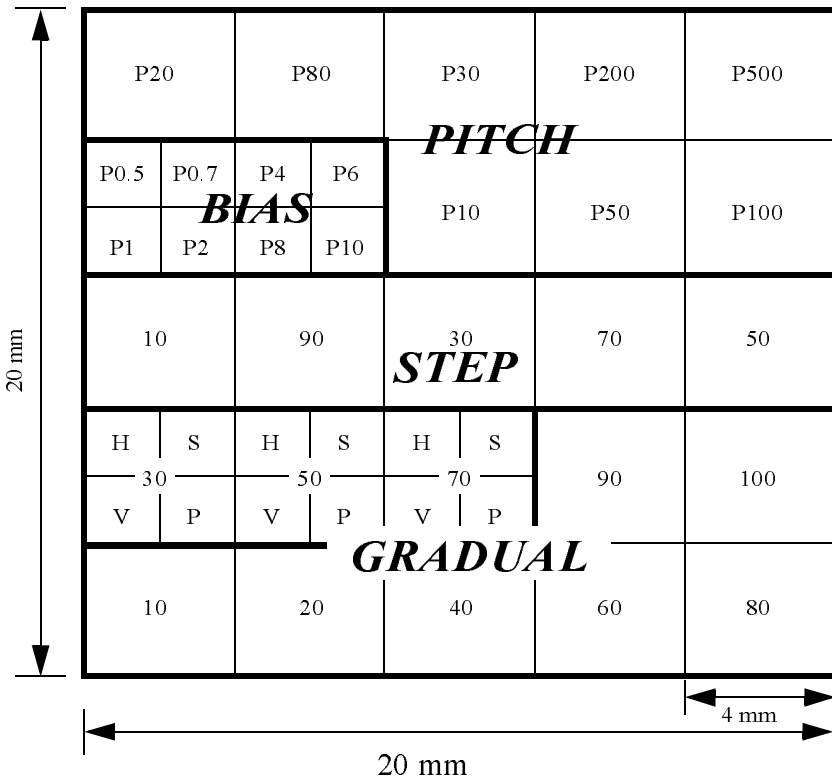 P20 P80 P30 P200 P500
PITCH
P0.5 P0.7 P4 P6
BIAS
P10 P50 P100
P1 P2 P8 P10
10 90 30 70 50
STEP
20 mm
H S H S H S
30 50 70 90 100
V P V P V P
GRADUAL
10 20 40 60 80
4 mm
20 mm